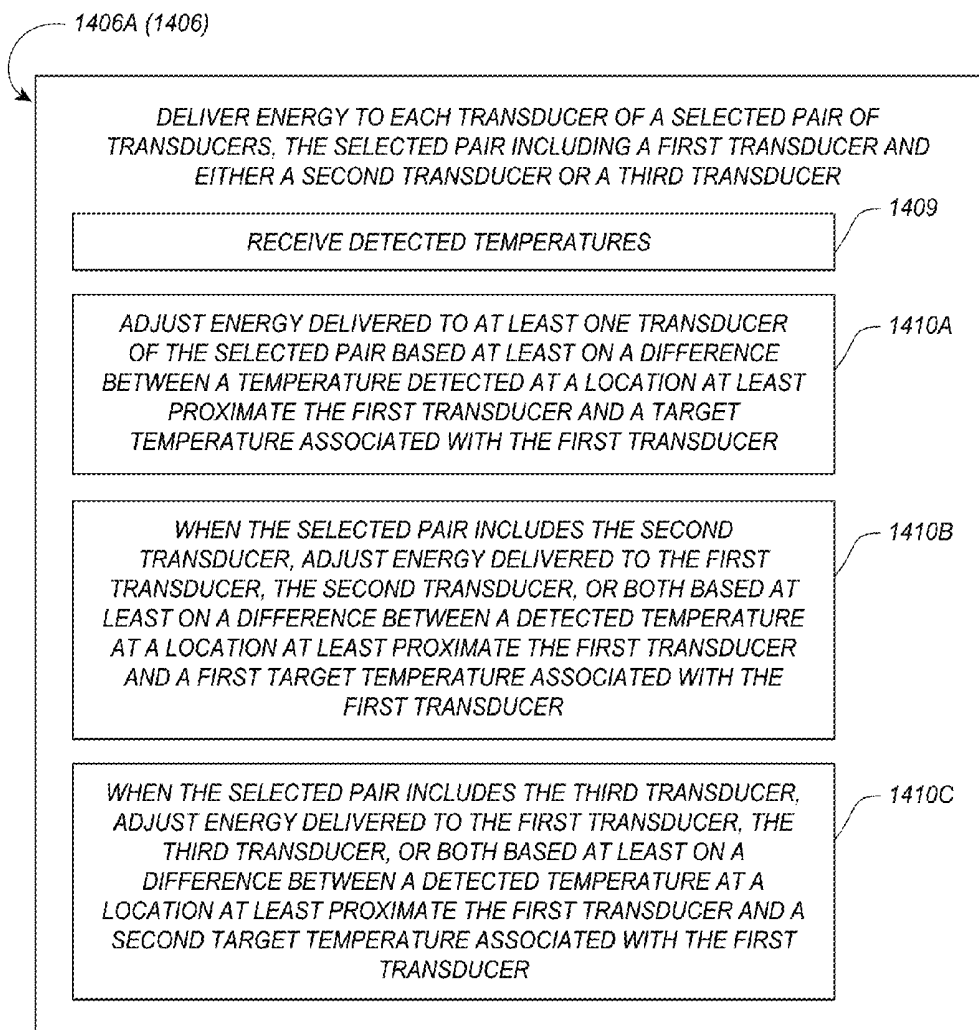 1406A (1406)
DELIVER ENERGY TO EACH TRANSDUCER OF A SELECTED PAIR OF
TRANSDUCERS, THE SELECTED PAIR INCLUDING A FIRST TRANSDUCER AND
EITHER A SECOND TRANSDUCER OR A THIRD TRANSDUCER
1409
RECEIVE DETECTED TEMPERATURES
1410A
ADJUST ENERGY DELIVERED TO AT LEAST ONE TRANSDUCER
OF THE SELECTED PAIR BASED AT LEAST ON A DIFFERENCE
BETWEEN A TEMPERATURE DETECTED AT A LOCATION AT LEAST
PROXIMATE THE FIRST TRANSDUCER AND A TARGET
TEMPERATURE ASSOCIATED WITH THE FIRST TRANSDUCER
1410B
WHEN THE SELECTED PAIR INCLUDES THE SECOND
TRANSDUCER, ADJUST ENERGY DELIVERED TO THE FIRST
TRANSDUCER, THE SECOND TRANSDUCER, OR BOTH BASED AT
LEAST ON A DIFFERENCE BETWEEN A DETECTED TEMPERATURE
AT A LOCATION AT LEAST PROXIMATE THE FIRST TRANSDUCER
AND A FIRST TARGET TEMPERATURE ASSOCIATED WITH THE
FIRST TRANSDUCER
1410C
WHEN THE SELECTED PAIR INCLUDES THE THIRD TRANSDUCER,
ADJUST ENERGY DELIVERED TO THE FIRST TRANSDUCER, THE
THIRD TRANSDUCER, OR BOTH BASED AT LEAST ON A
DIFFERENCE BETWEEN A DETECTED TEMPERATURE AT A
LOCATION AT LEAST PROXIMATE THE FIRST TRANSDUCER AND A
SECOND TARGET TEMPERATURE ASSOCIATED WITH THE FIRST
TRANSDUCER